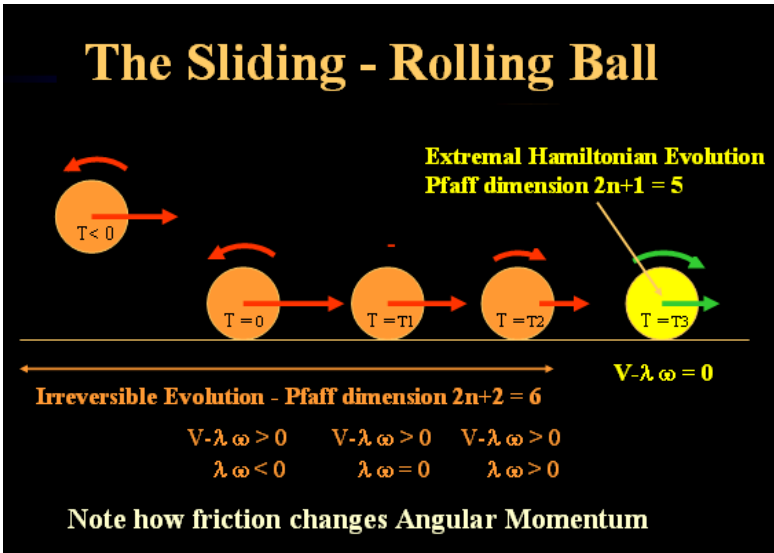 The Sliding - Rolling Ball
Extremal Hamiltonian Evolution
Pfaff dimension 2n+1 = 5
T< 0
T = 0
T = T1
T = T2
T = T3
V-λ ω = 0
Irreversible Evolution - Pfaff dimension 2n+2 = 6
V-λ ω > 0 V-λ ω > 0 V-λ ω > 0
λ ω < 0 λ ω = 0 λ ω > 0
Note how friction changes Angular Momentum